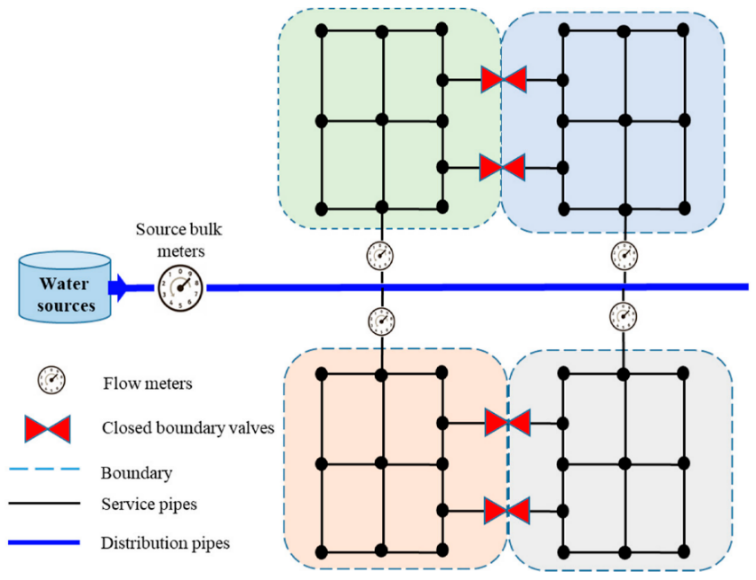 Source bulk
meters
Water
sources
Flow meters
Closed boundary valves
Boundary
Service pipes
Distribution pipes